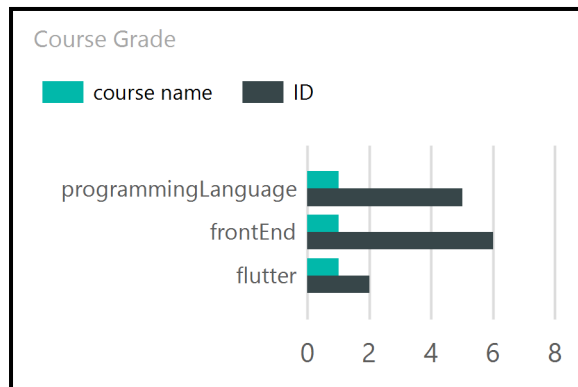 Course Grade
course name ID
programmingLanguage
frontEnd
flutter
0 2 4 6 8